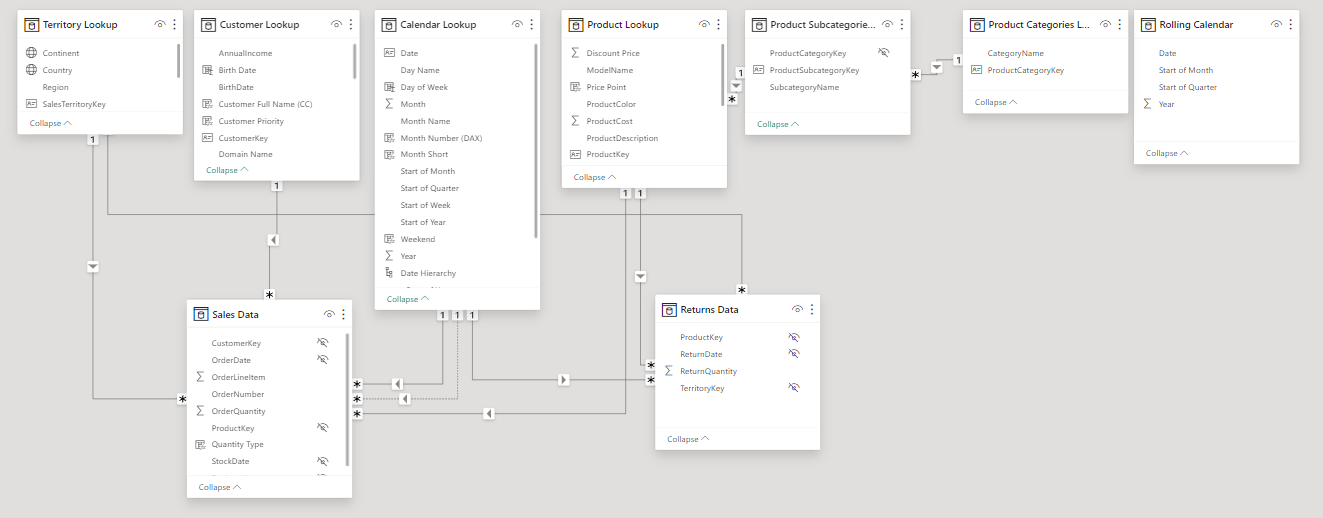 Territory Lookup
Continent
Country
Region
SalesTerritoryKey
Collapse
Customer Lookup
AnnualIncome
Birth Date
BirthDate
Customer Full Name (CC)
Customer Priority
CustomerKey
Domain Name
Collapse
Calendar Lookup
Date
Day Name
Day of Week
Month
Month Name
Month Number (DAX)
Month Short
Start of Month
Start of Quarter
Start of Week
Start of Year
Weekend
Year
Date Hierarchy
Collapse
Product Lookup
Discount Price
ModelName
Price Point
ProductColor
ProductCost
ProductDescription
ProductKey
Collapse
Product Subcategorie...
ProductCategoryKey
ProductSubcategoryKey
SubcategoryName
Collapse
Product Categories L...
CategoryName
ProductCategoryKey
Collapse
Rolling Calendar
Date
Start of Month
Start of Quarter
Year
Collapse
1
1
1 1
1
1
*
*
1 1 1
*
*
*
*
*
*
*
*
Sales Data
CustomerKey
OrderDate
OrderLineItem
OrderNumber
OrderQuantity
ProductKey
Quantity Type
StockDate
Collapse
Returns Data
ProductKey
ReturnDate
ReturnQuantity
TerritoryKey
Collapse